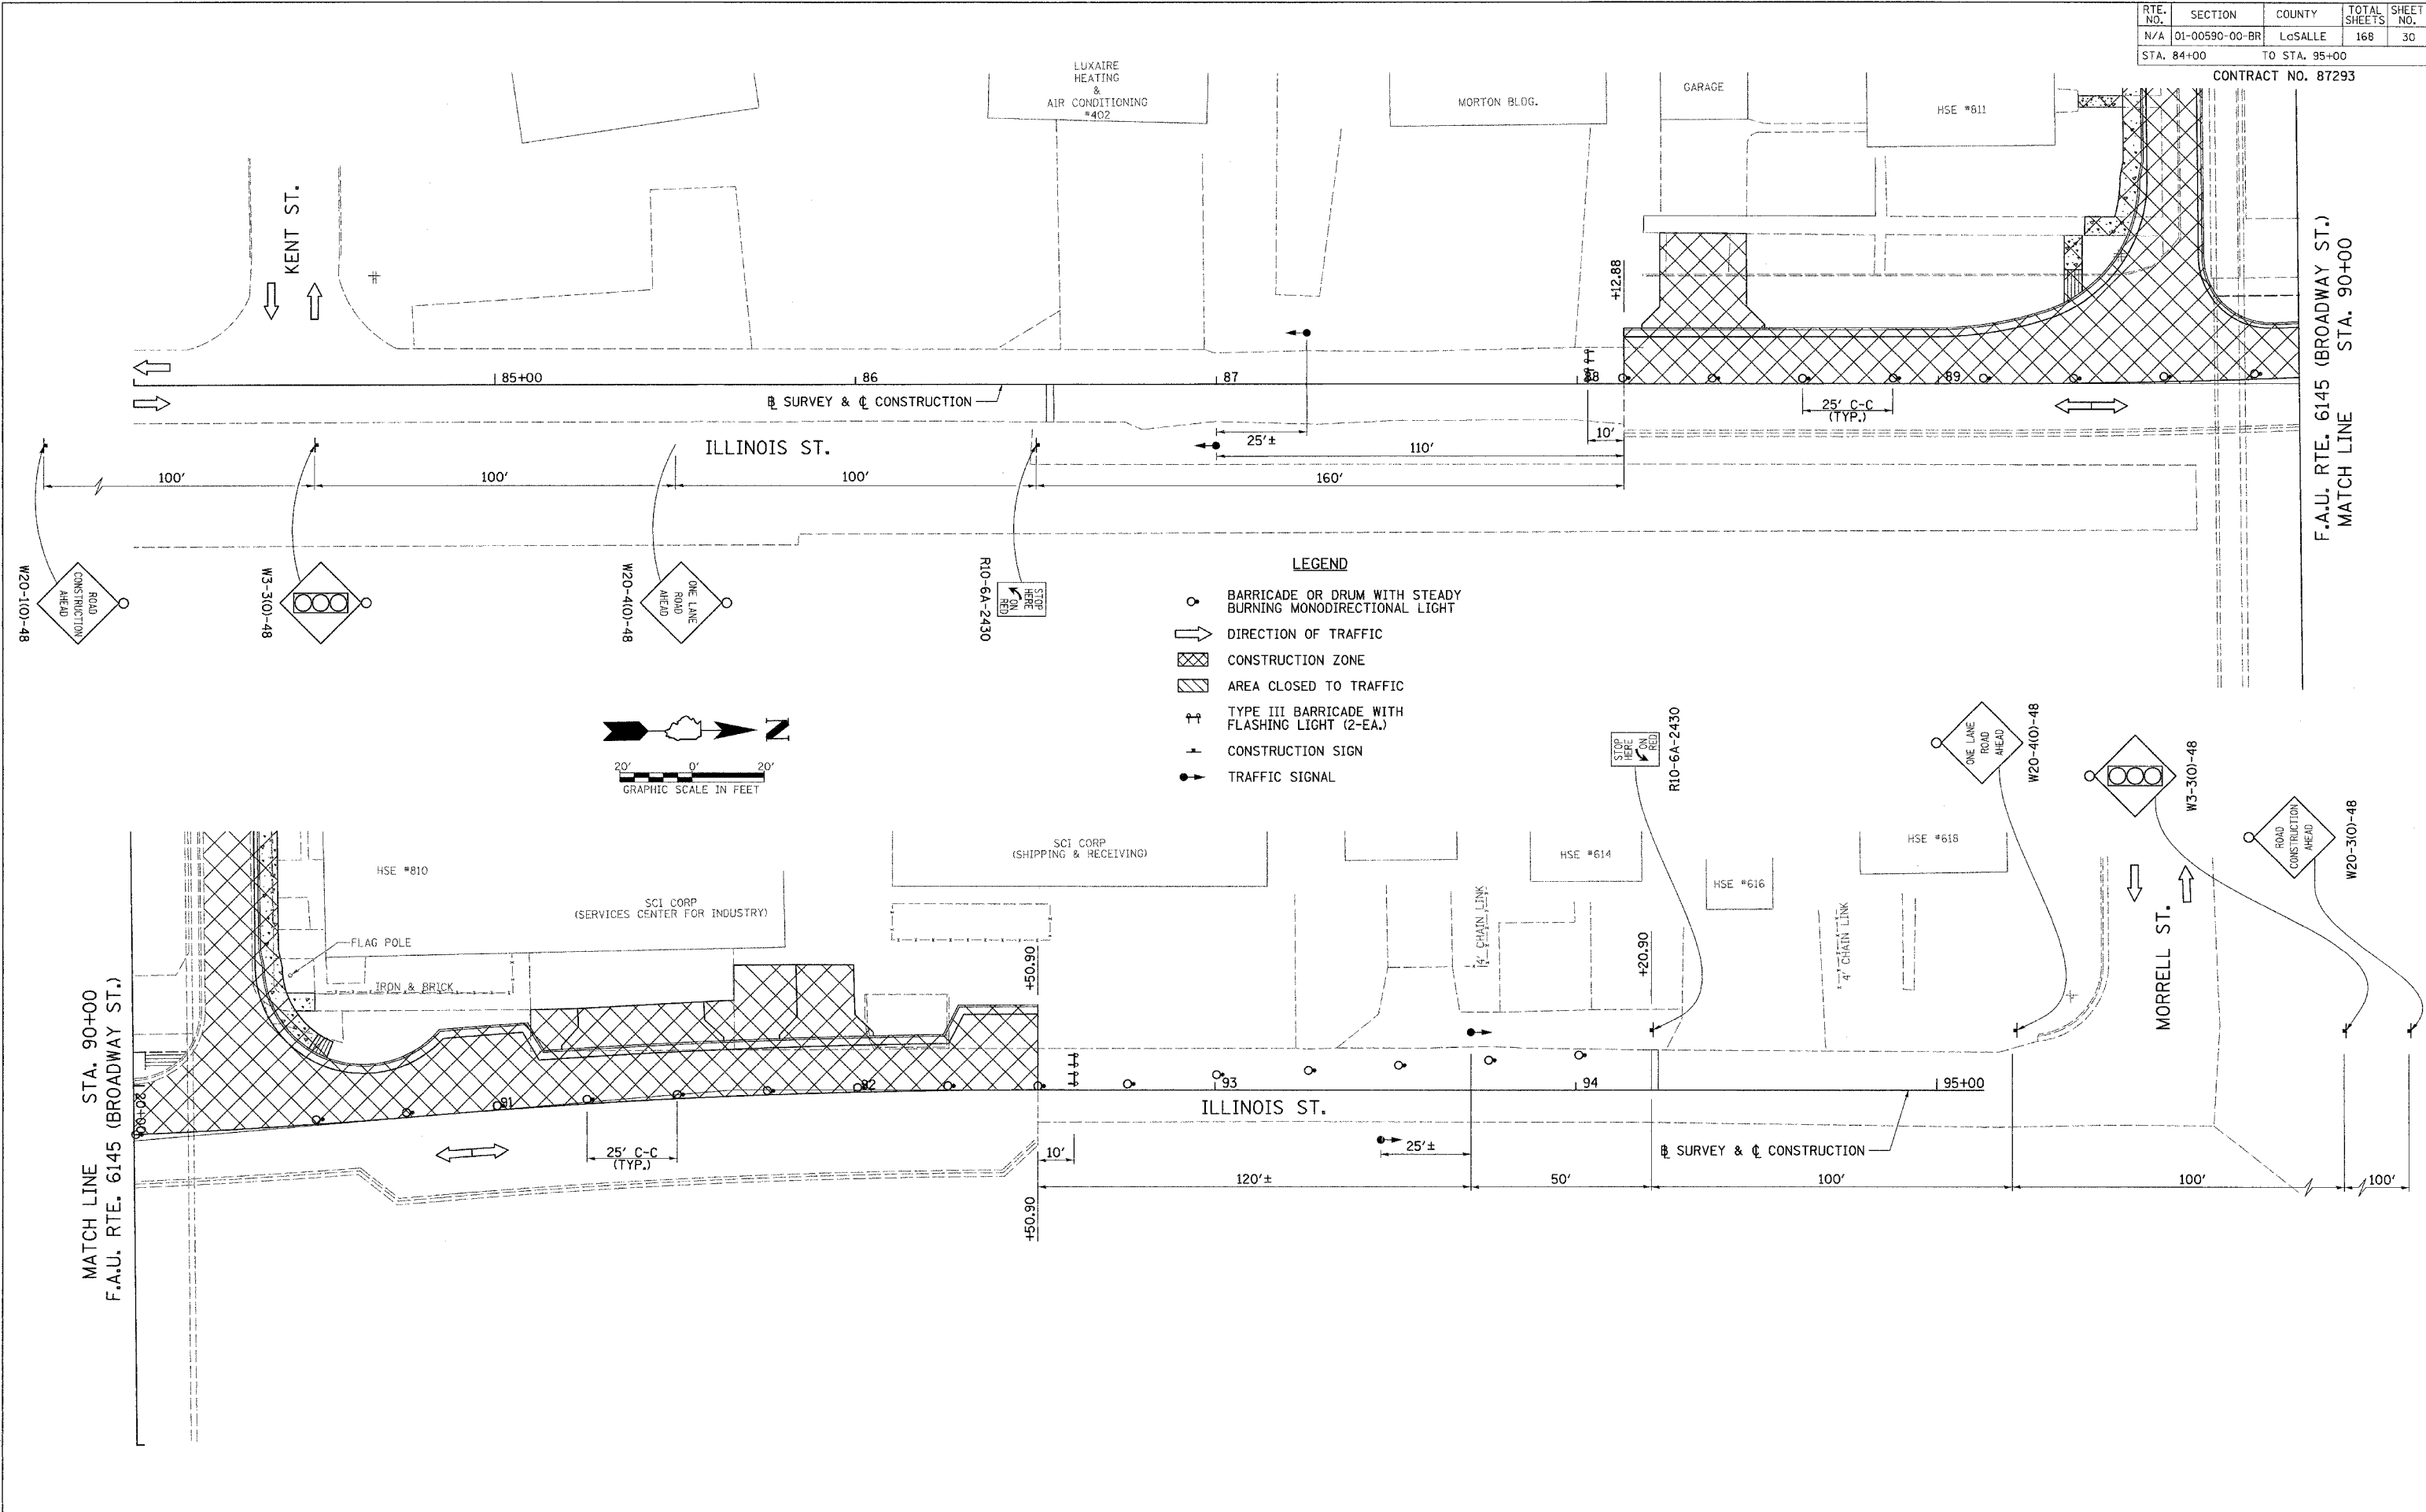 RTE. NO. SECTION COUNTY TOTAL SHEETS SHEET NO.
N/A 01-00590-00-BR LaSALLE 168 30
STA. 84+00 TO STA. 95+00
CONTRACT NO. 87293
LUXAIRE
HEATING
&
AIR CONDITIONING
#402
MORTON BLDG.
GARAGE
HSE #811
KENT ST.
+12.88
85+00
86
87
88
89
B SURVEY & C CONSTRUCTION
25' C-C
(TYP.)
ILLINOIS ST.
25'±
10'
110'
100'
100'
100'
160'
F.A.U. RTE. 6145 (BROADWAY ST.)
MATCH LINE STA. 90+00
W20-1(O)-48
ROAD
CONSTRUCTION
AHEAD
W3-3(O)-48
W20-4(O)-48
ONE LANE
ROAD
AHEAD
R10-6A-2430
STOP
HERE
ON
RED
LEGEND
BARRICADE OR DRUM WITH STEADY
BURNING MONODIRECTIONAL LIGHT
DIRECTION OF TRAFFIC
CONSTRUCTION ZONE
AREA CLOSED TO TRAFFIC
TYPE III BARRICADE WITH
FLASHING LIGHT (2-EA.)
CONSTRUCTION SIGN
TRAFFIC SIGNAL
N
20' 0' 20'
GRAPHIC SCALE IN FEET
STOP
HERE
ON
RED
R10-6A-2430
ONE LANE
ROAD
AHEAD
W20-4(O)-48
W3-3(O)-48
ROAD
CONSTRUCTION
AHEAD
W20-3(O)-48
HSE #810
SCI CORP
(SERVICES CENTER FOR INDUSTRY)
SCI CORP
(SHIPPING & RECEIVING)
HSE #614
HSE #616
HSE #618
FLAG POLE
IRON & BRICK
4' CHAIN LINK
4' CHAIN LINK
+50.90
+20.90
MORRELL ST.
MATCH LINE STA. 90+00
F.A.U. RTE. 6145 (BROADWAY ST.)
20+00
91
92
93
94
95+00
ILLINOIS ST.
25' C-C
(TYP.)
10'
25'±
B SURVEY & C CONSTRUCTION
120'±
50'
100'
100'
100'
+50.90